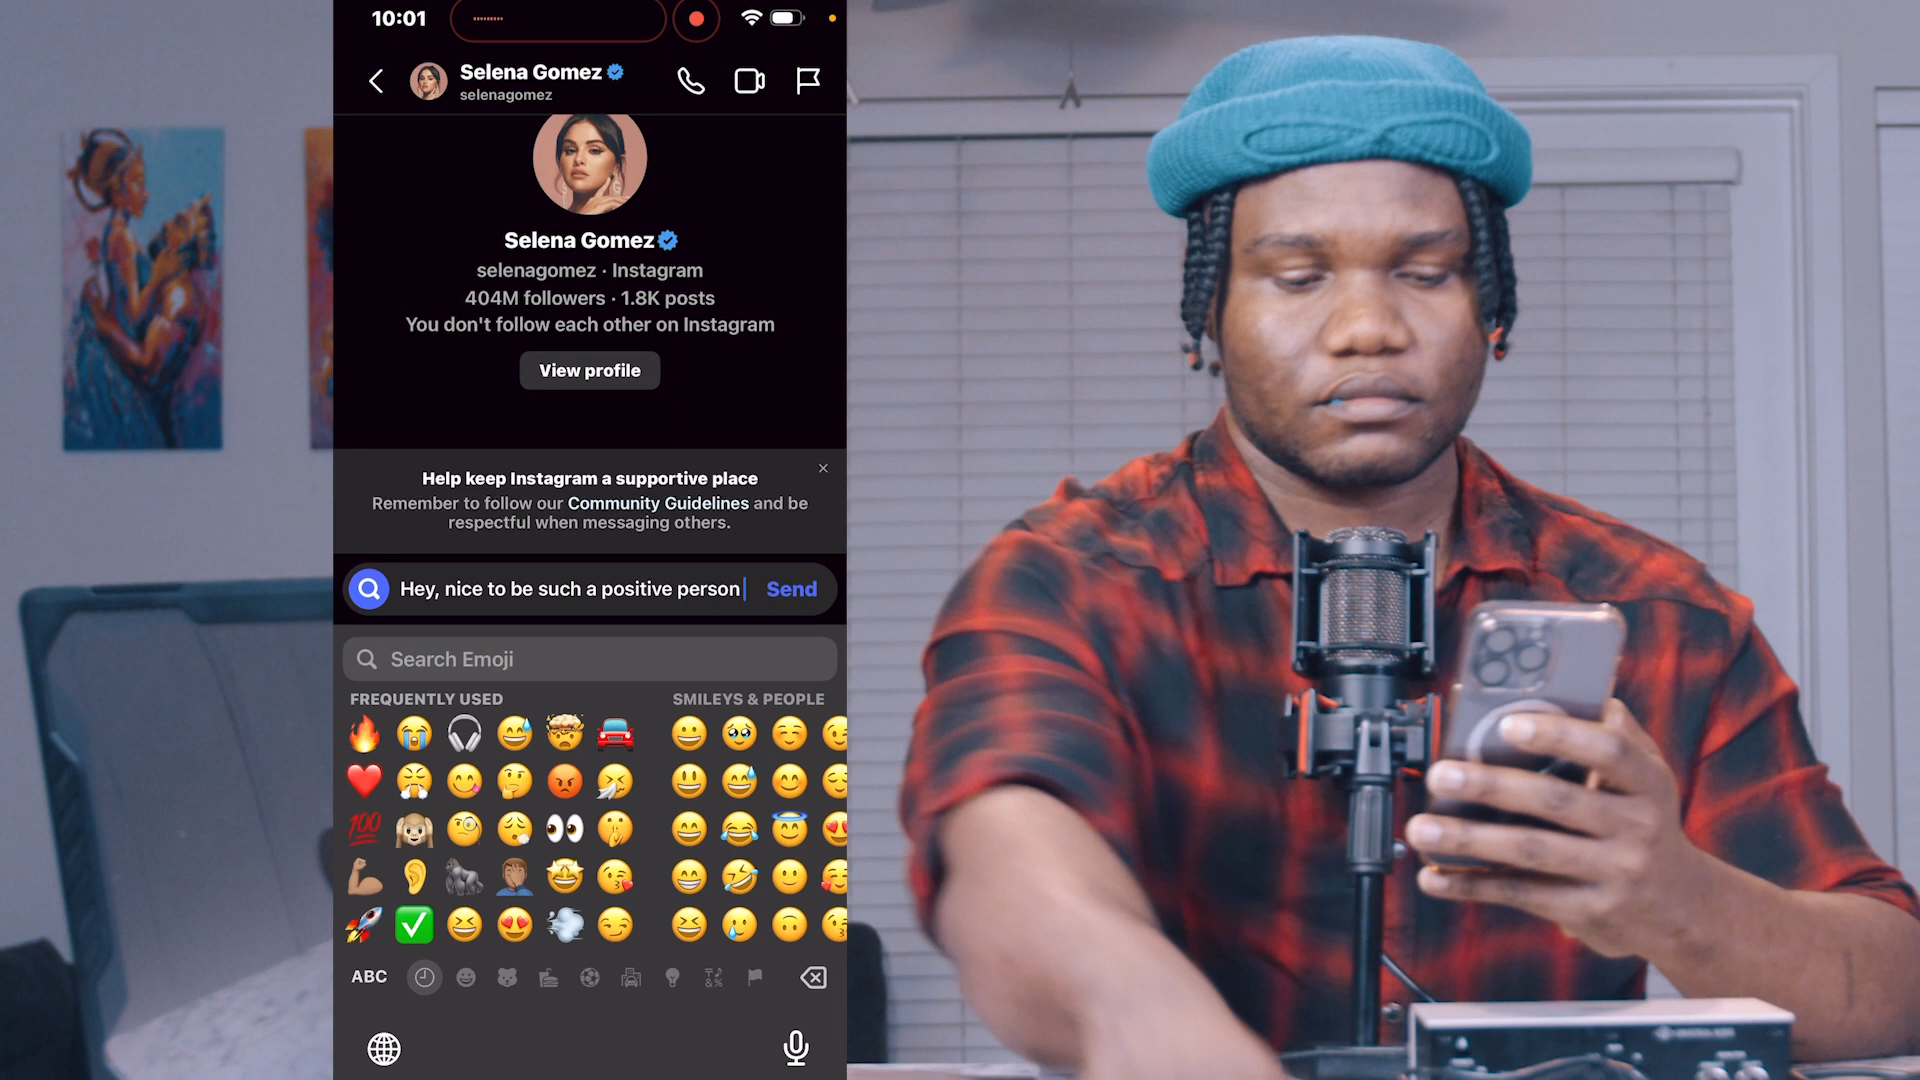 10:01
Selena Gomez
selenagomez
Selena Gomez
selenagomez · Instagram
404M followers · 1.8K posts
You don't follow each other on Instagram
View profile
Help keep Instagram a supportive place
Remember to follow our Community Guidelines and be
respectful when messaging others.
Hey, nice to be such a positive person
Send
Search Emoji
FREQUENTLY USED
SMILEYS & PEOPLE
100
ABC